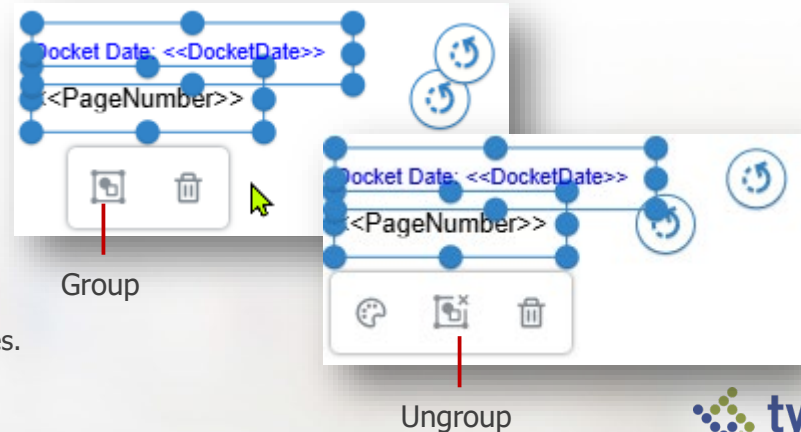 Docket Date: <<DocketDate>>
<<PageNumber>>
Group
Docket Date: <<DocketDate>>
<<PageNumber>>
Ungroup